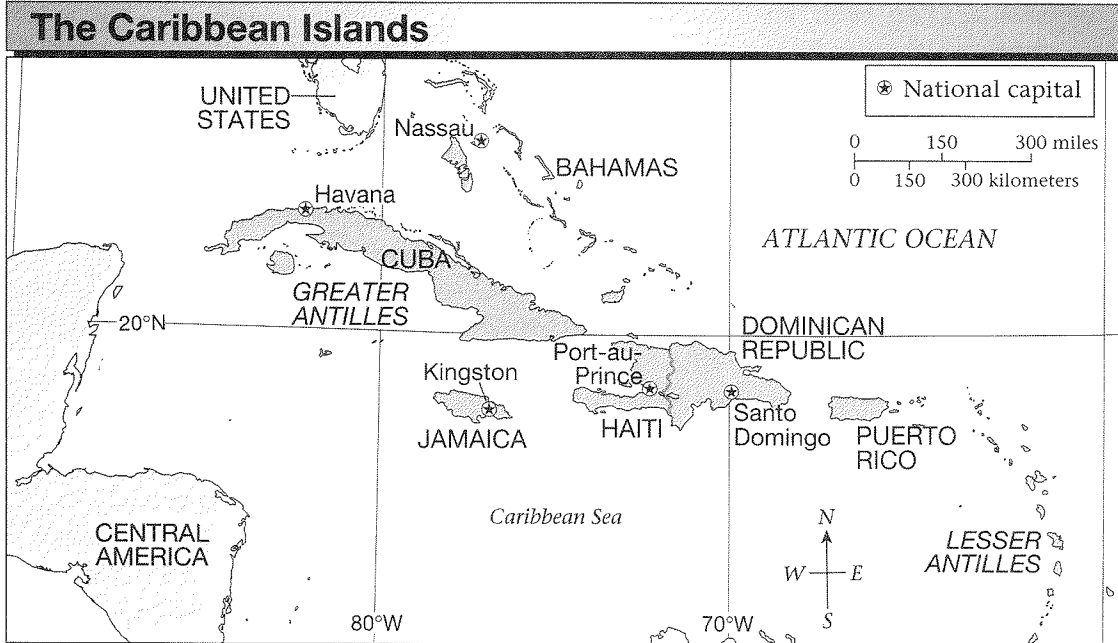 The Caribbean Islands
UNITED
STATES
Nassau
BAHAMAS
National capital
0 150 300 miles
0 150 300 kilometers
Havana
CUBA
ATLANTIC OCEAN
GREATER
ANTILLES
20°N
DOMINICAN
REPUBLIC
Port-au-
Prince
Kingston
JAMAICA
HAITI
Santo
Domingo
PUERTO
RICO
Caribbean Sea
CENTRAL
AMERICA
N
W E
S
LESSER
ANTILLES
80°W
70°W